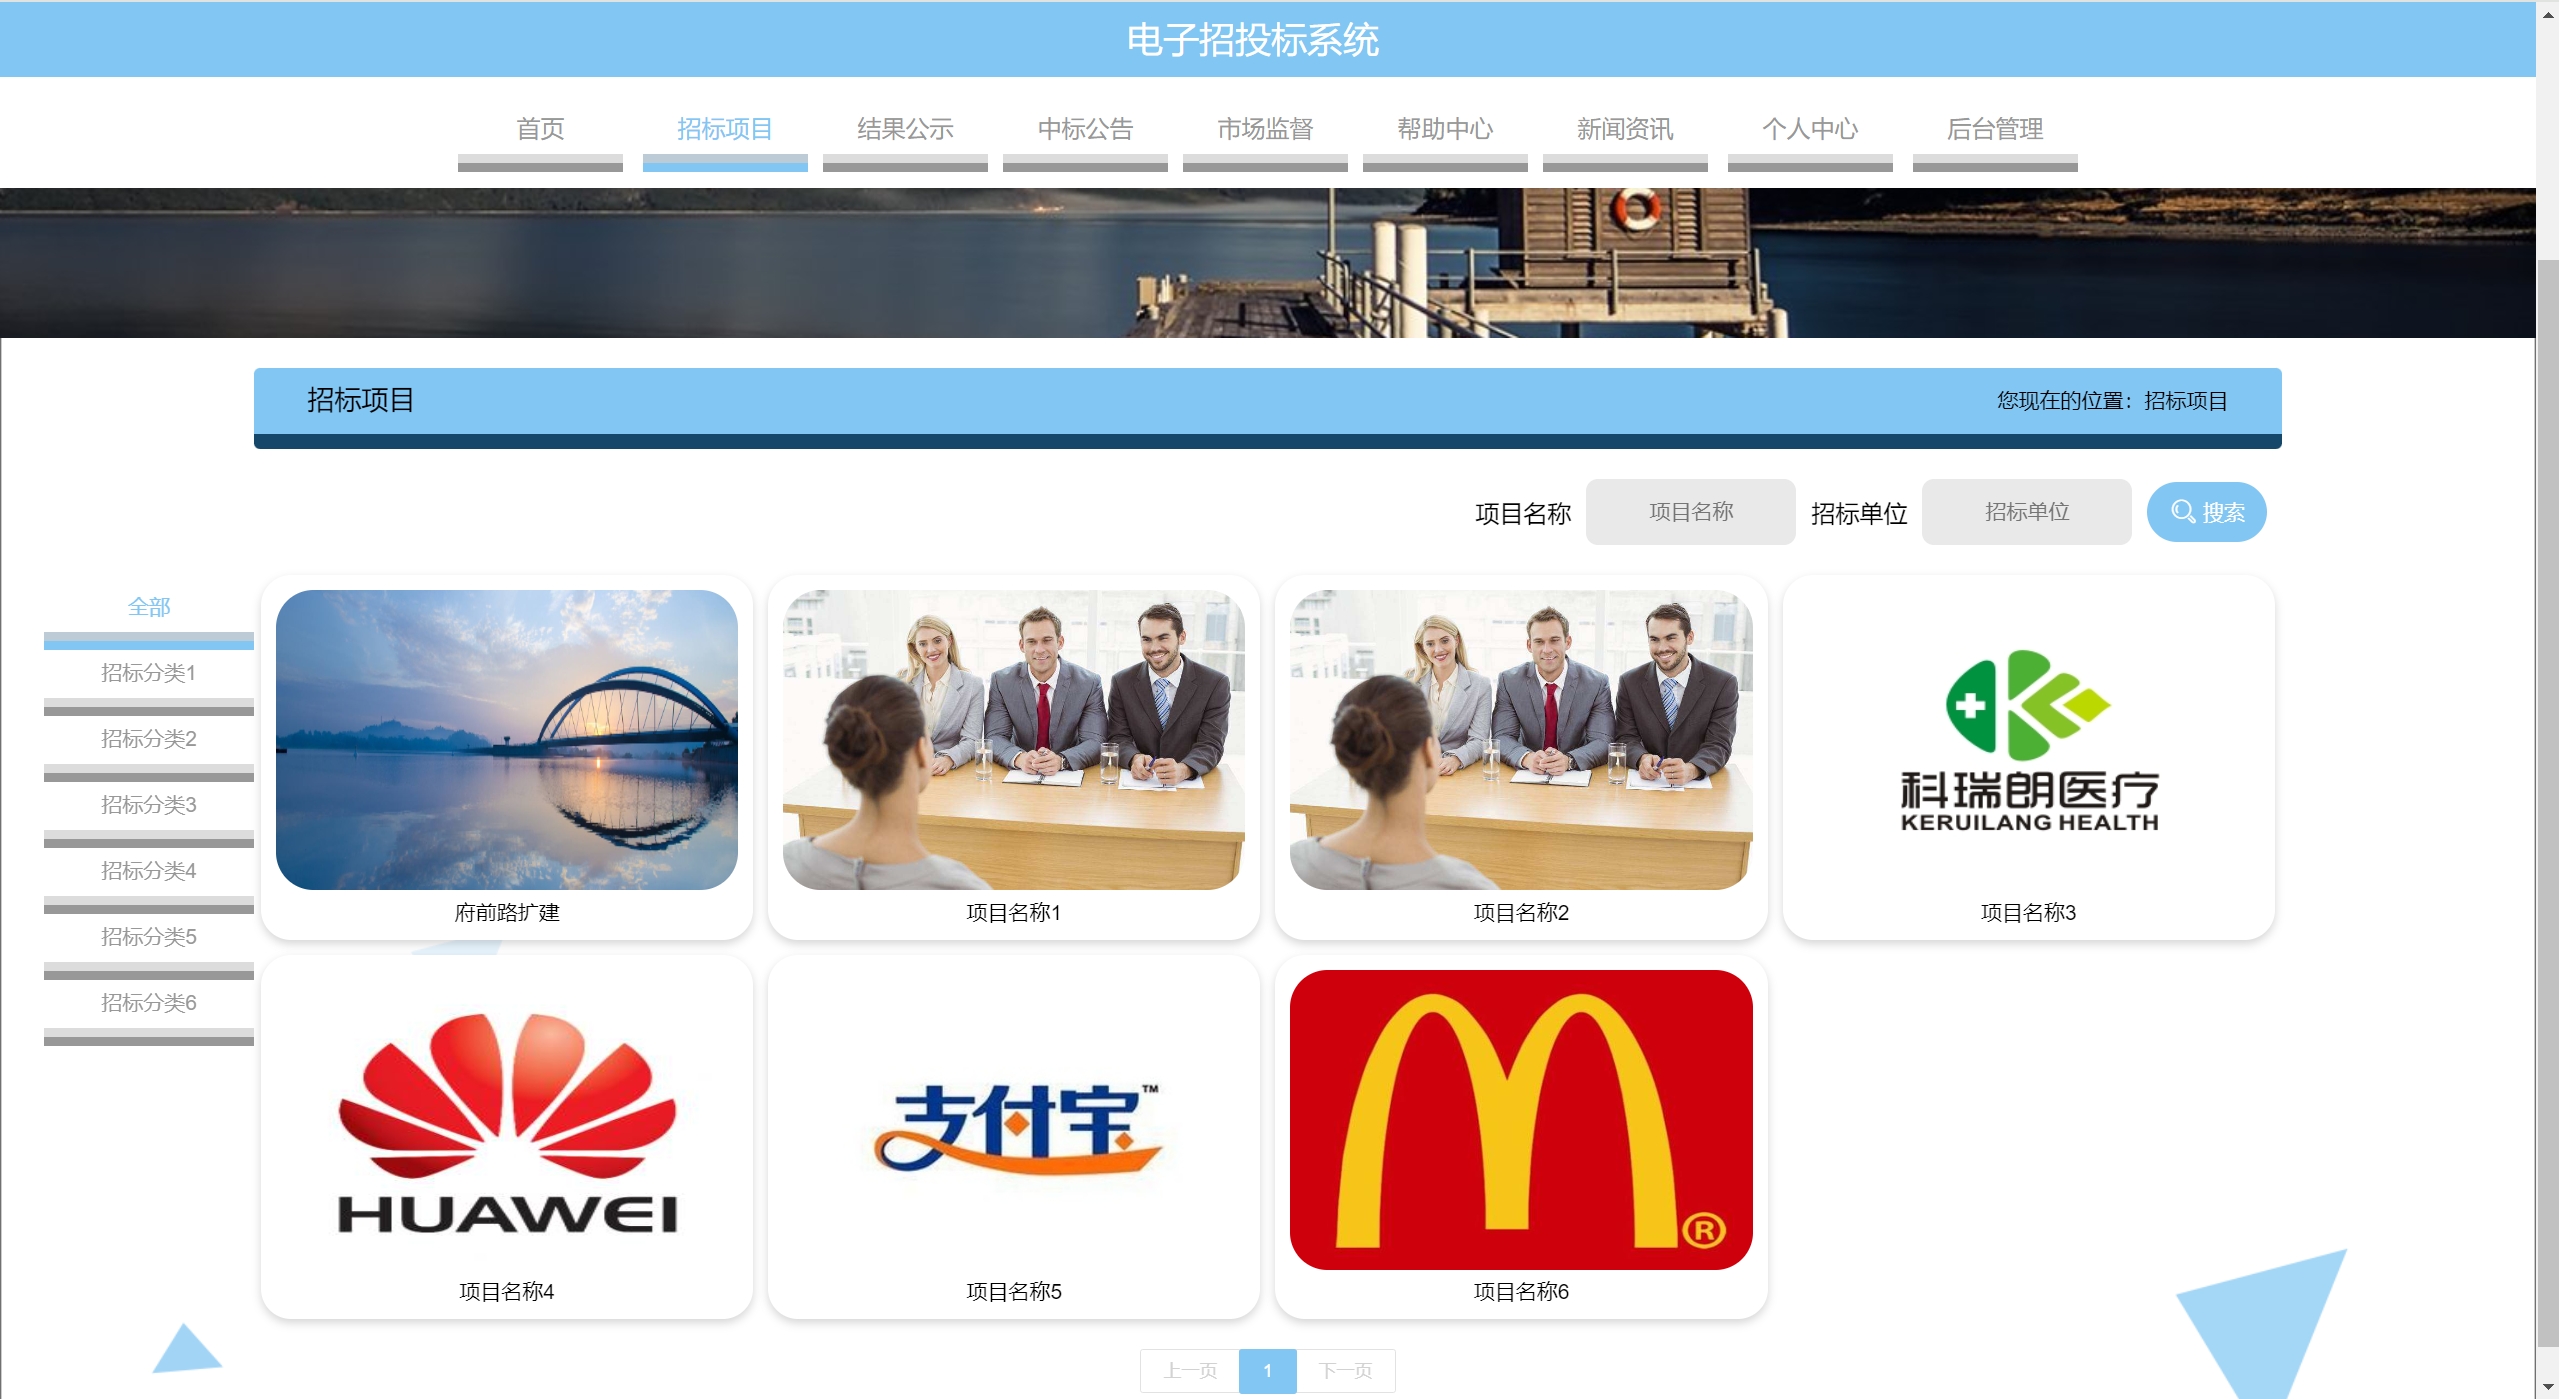 电子招投标系统
首页 招标项目 结果公示 中标公告 市场监督 帮助中心 新闻资讯 个人中心 后台管理
招标项目 您现在的位置：招标项目
项目名称 项目名称 招标单位 招标单位 搜索
全部
招标分类1
招标分类2
招标分类3
招标分类4
招标分类5
招标分类6
科瑞朗医疗
KERUILANG HEALTH
府前路扩建 项目名称1 项目名称2 项目名称3
HUAWEI
支付宝™
®
项目名称4 项目名称5 项目名称6
上一页 1 下一页